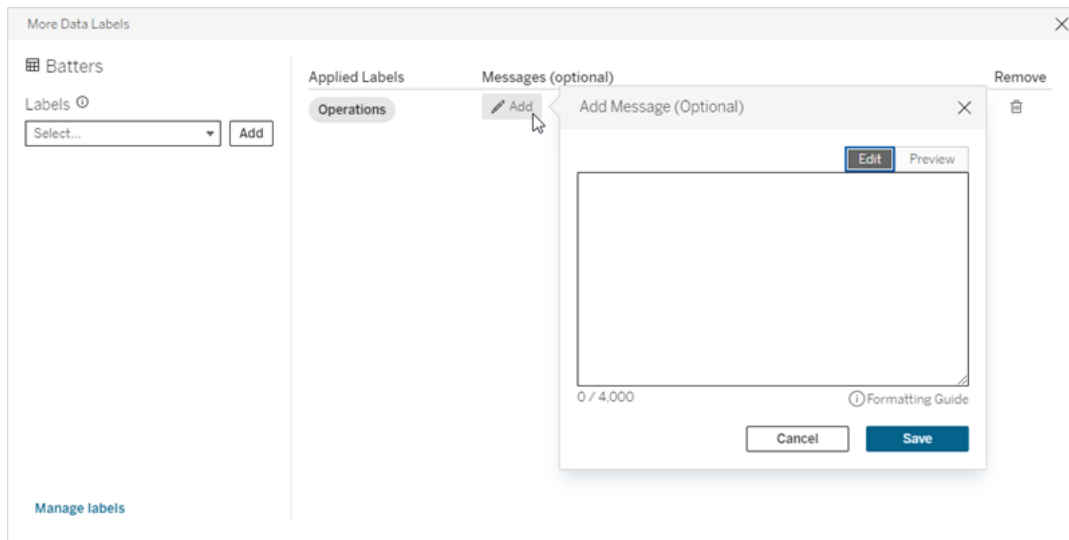 More Data Labels
Batters
Labels
Select...
Add
Manage labels
Applied Labels
Messages (optional)
Remove
Operations
Add
Add Message (Optional)
Edit
Preview
0 / 4,000
Formatting Guide
Cancel
Save